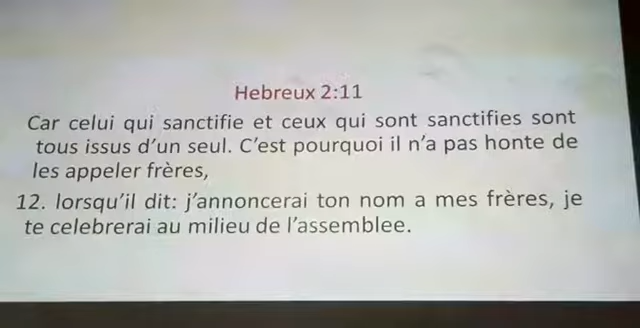 Hebreux 2:11
Car celui qui sanctifie et ceux qui sont sanctifies sont
tous issus d'un seul. C'est pourquoi il n'a pas honte de
les appeler frères,
12. lorsqu'il dit: j'annoncerai ton nom a mes frères, je
te celebrerai au milieu de l'assemblee.